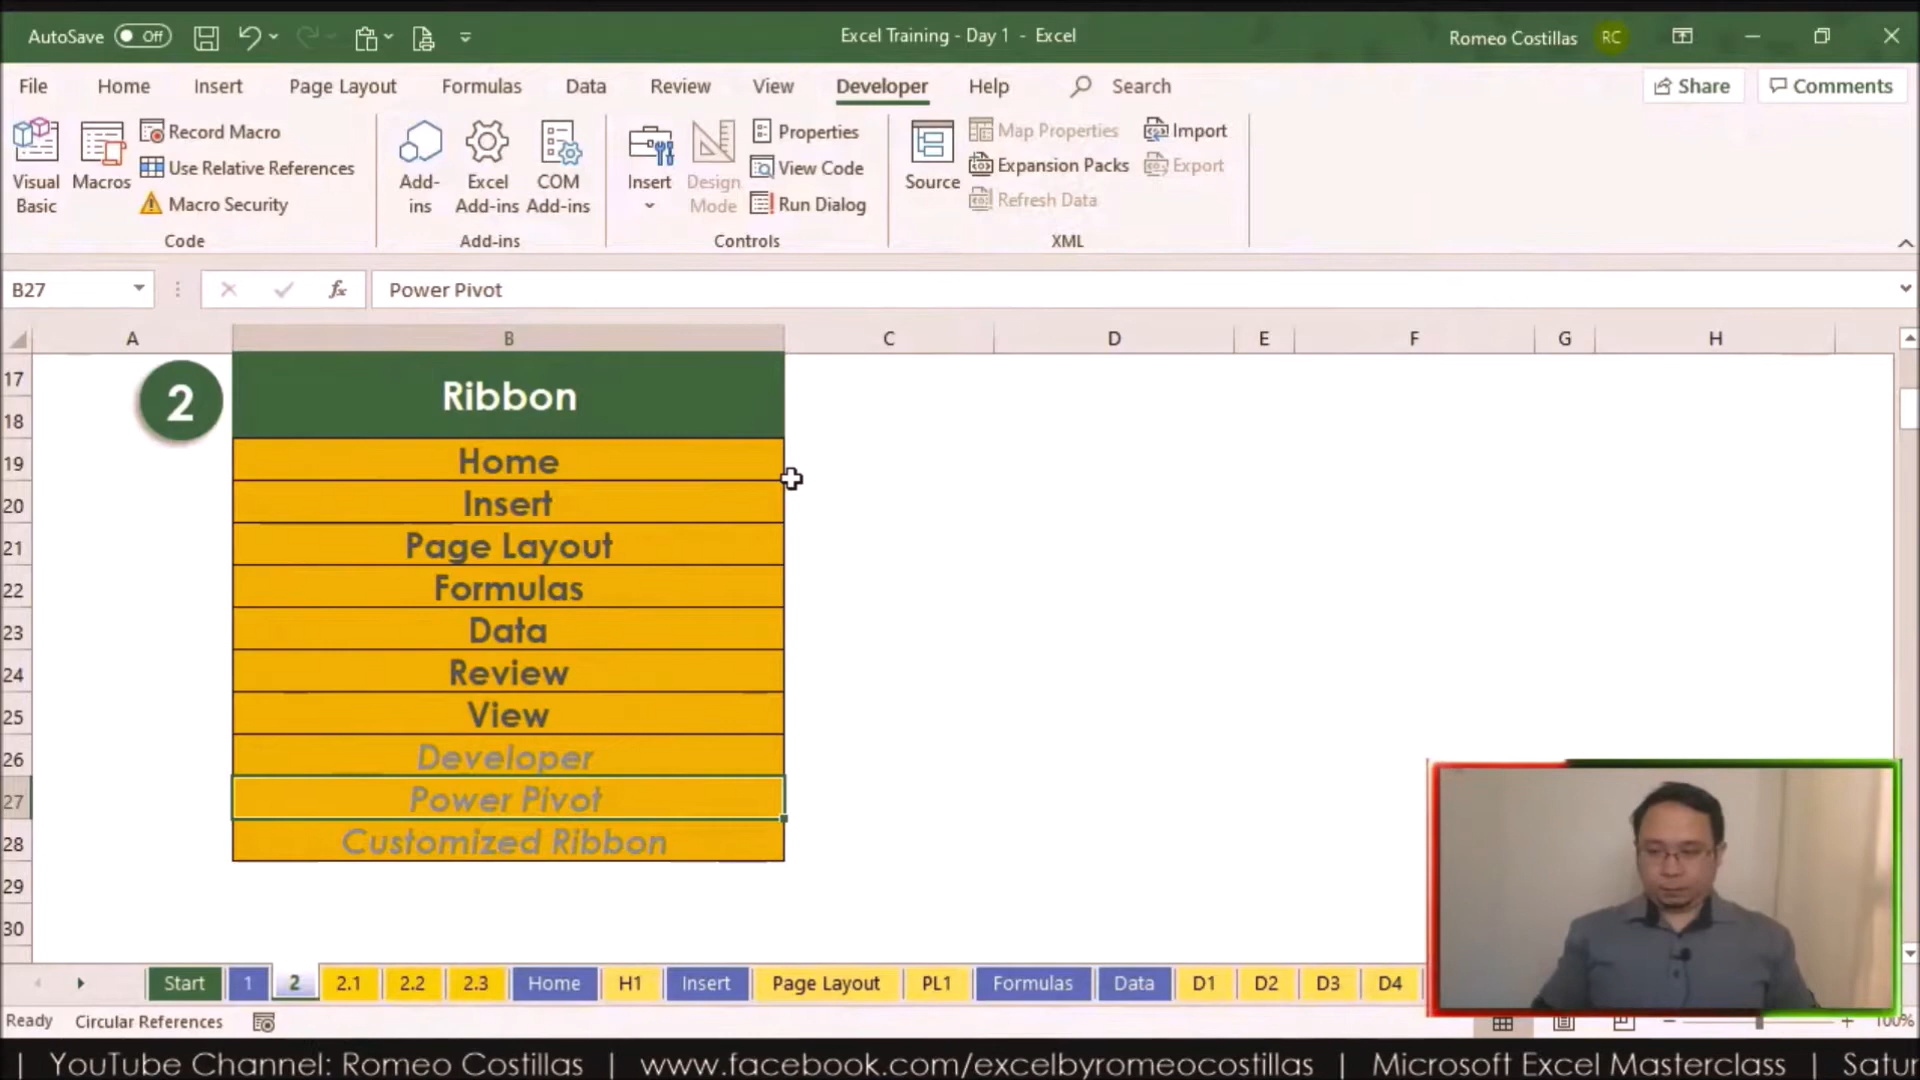 AutoSave Off
Excel Training - Day 1 - Excel
Romeo Costillas RC
File Home Insert Page Layout Formulas Data Review View Developer Help Search Share Comments
Visual Basic
Macros
Record Macro
Use Relative References
Macro Security
Code
Add-ins
Excel Add-ins
COM Add-ins
Add-ins
Insert
Design Mode
Properties
View Code
Run Dialog
Controls
Source
Map Properties
Expansion Packs
Refresh Data
Import
Export
XML
B27 fx Power Pivot
A B C D E F G H
17
18
19
20
21
22
23
24
25
26
27
28
29
30
2
Ribbon
Home
Insert
Page Layout
Formulas
Data
Review
View
Developer
Power Pivot
Customized Ribbon
Start 1 2 2.1 2.2 2.3 Home H1 Insert Page Layout PL1 Formulas Data D1 D2 D3 D4
Ready Circular References 100%
| YouTube Channel: Romeo Costillas | www.facebook.com/excelbyromeocostillas | Microsoft Excel Masterclass | Satur